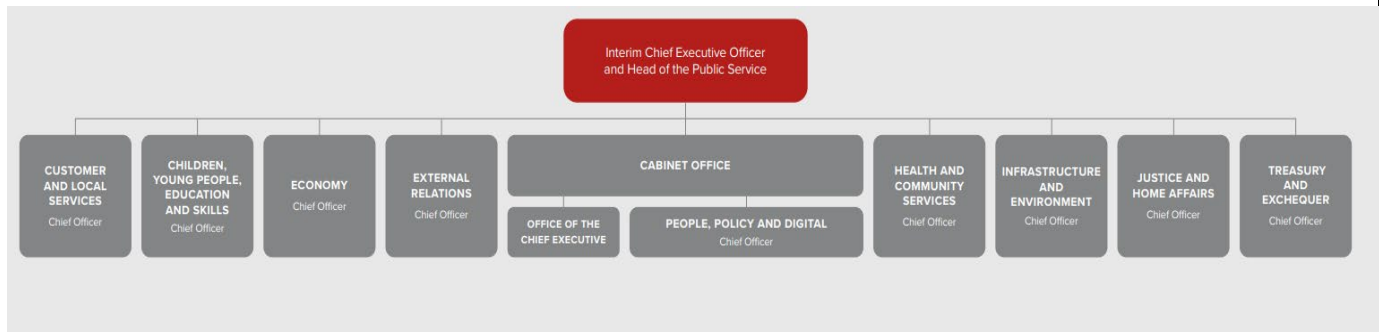 Interim Chief Executive Officer
and Head of the Public Service
CUSTOMER
AND LOCAL
SERVICES
Chief Officer
CHILDREN,
YOUNG PEOPLE,
EDUCATION
AND SKILLS
Chief Officer
ECONOMY
Chief Officer
EXTERNAL
RELATIONS
Chief Officer
CABINET OFFICE
OFFICE OF THE
CHIEF EXECUTIVE
PEOPLE, POLICY AND DIGITAL
Chief Officer
HEALTH AND
COMMUNITY
SERVICES
Chief Officer
INFRASTRUCTURE
AND
ENVIRONMENT
Chief Officer
JUSTICE AND
HOME AFFAIRS
Chief Officer
TREASURY
AND
EXCHEQUER
Chief Officer